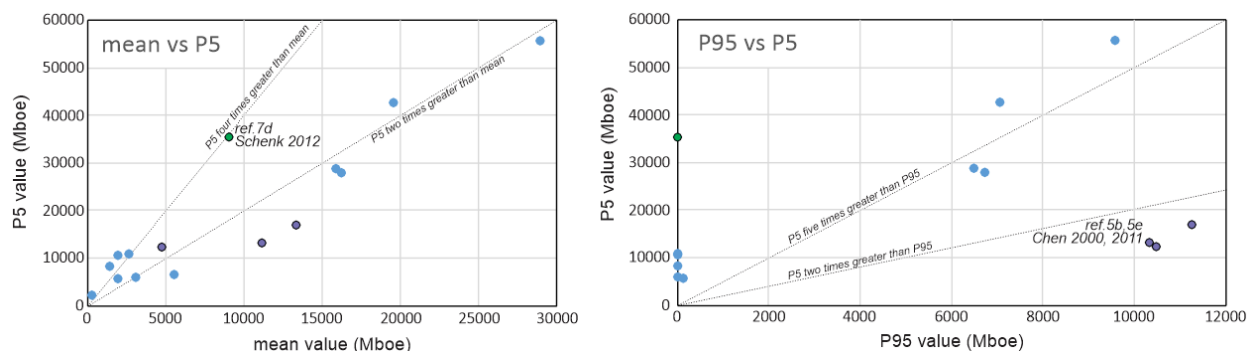 mean vs P5
60000
50000
40000
30000
20000
10000
0
P5 value (Mboe)
P5 four times greater than mean
P5 two times greater than mean
ref.7d
Schenk 2012
0
5000
10000
15000
20000
25000
30000
mean value (Mboe)
P95 vs P5
60000
50000
40000
30000
20000
10000
0
P5 value (Mboe)
P5 five times greater than P95
P5 two times greater than P95
ref.5b,5e
Chen 2000, 2011
0
2000
4000
6000
8000
10000
12000
P95 value (Mboe)